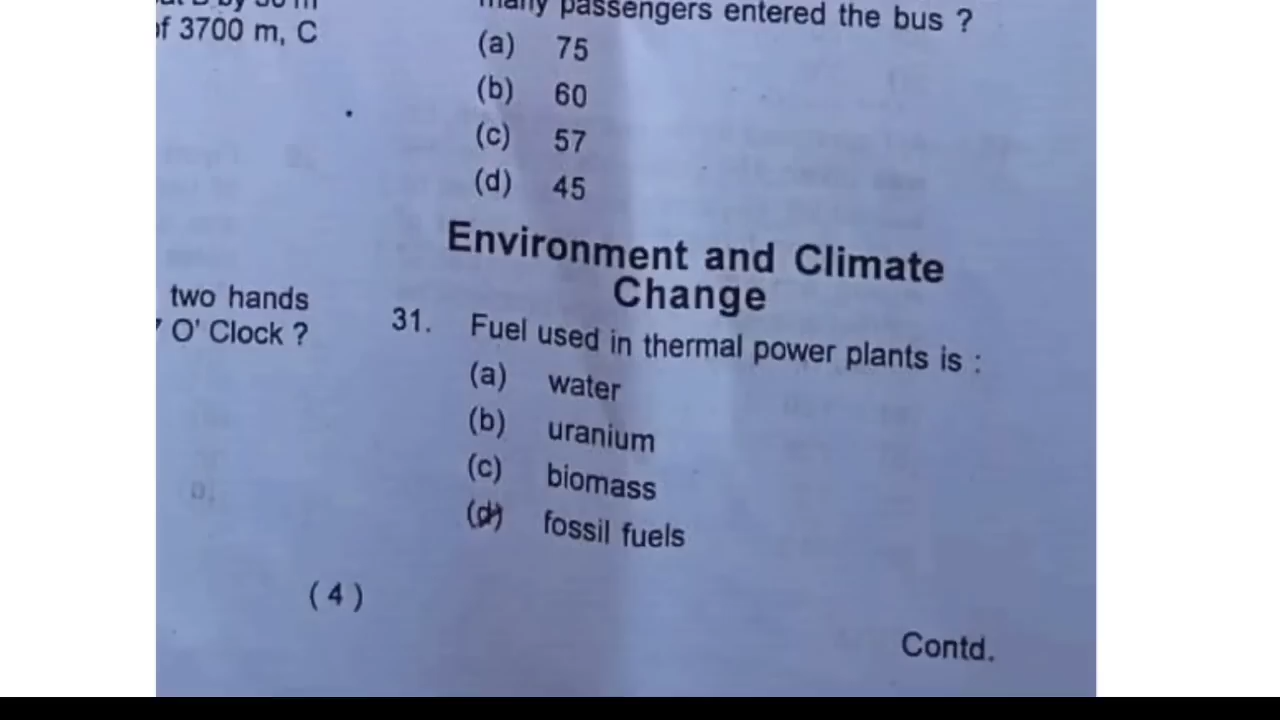 of 3700 m, C
two hands
O' Clock ?
many passengers entered the bus ?
(a) 75
(b) 60
(c) 57
(d) 45
Environment and Climate
Change
31. Fuel used in thermal power plants is :
(a) water
(b) uranium
(c) biomass
(d) fossil fuels
( 4 )
Contd.